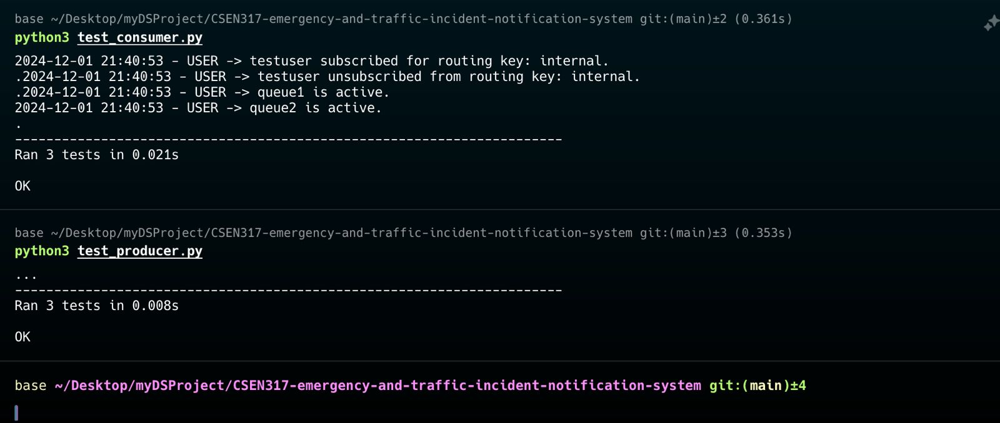 base ~/Desktop/myDSProject/CSEN317-emergency-and-traffic-incident-notification-system git:(main)±2 (0.361s)
python3 test_consumer.py
2024-12-01 21:40:53 - USER -> testuser subscribed for routing key: internal.
.2024-12-01 21:40:53 - USER -> testuser unsubscribed from routing key: internal.
.2024-12-01 21:40:53 - USER -> queue1 is active.
2024-12-01 21:40:53 - USER -> queue2 is active.
.
----------------------------------------------------------------------
Ran 3 tests in 0.021s
OK
base ~/Desktop/myDSProject/CSEN317-emergency-and-traffic-incident-notification-system git:(main)±3 (0.353s)
python3 test_producer.py
...
----------------------------------------------------------------------
Ran 3 tests in 0.008s
OK
base ~/Desktop/myDSProject/CSEN317-emergency-and-traffic-incident-notification-system git:(main)±4